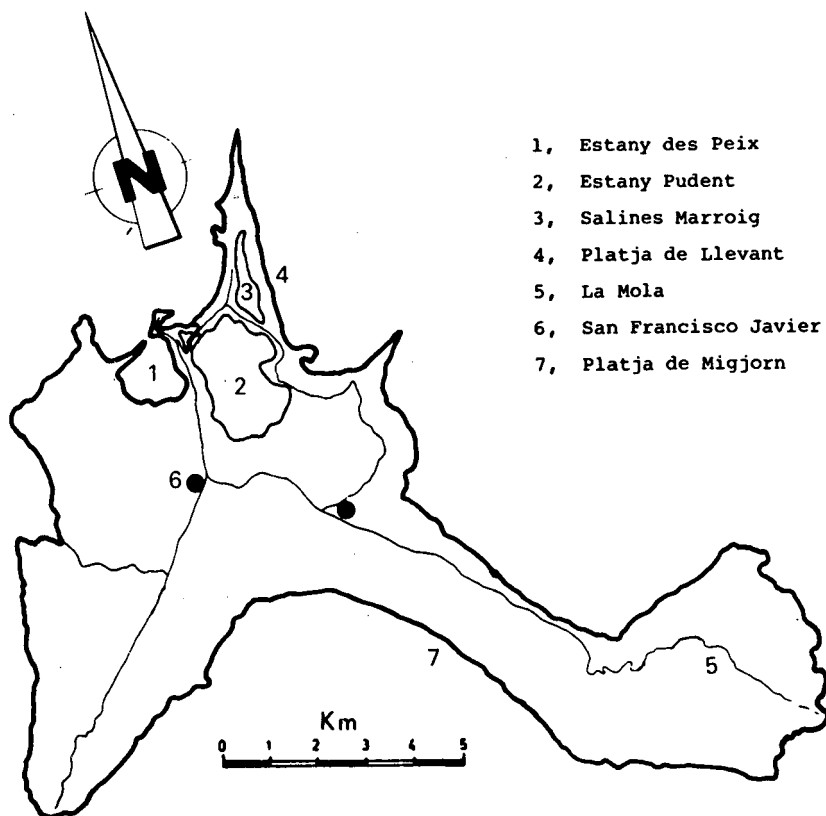 N
1, Estany des Peix
2, Estany Pudent
3, Salines Marroig
4, Platja de Llevant
5, La Mola
6, San Francisco Javier
7, Platja de Migjorn
4
3
1
2
6
7
5
Km
0 1 2 3 4 5